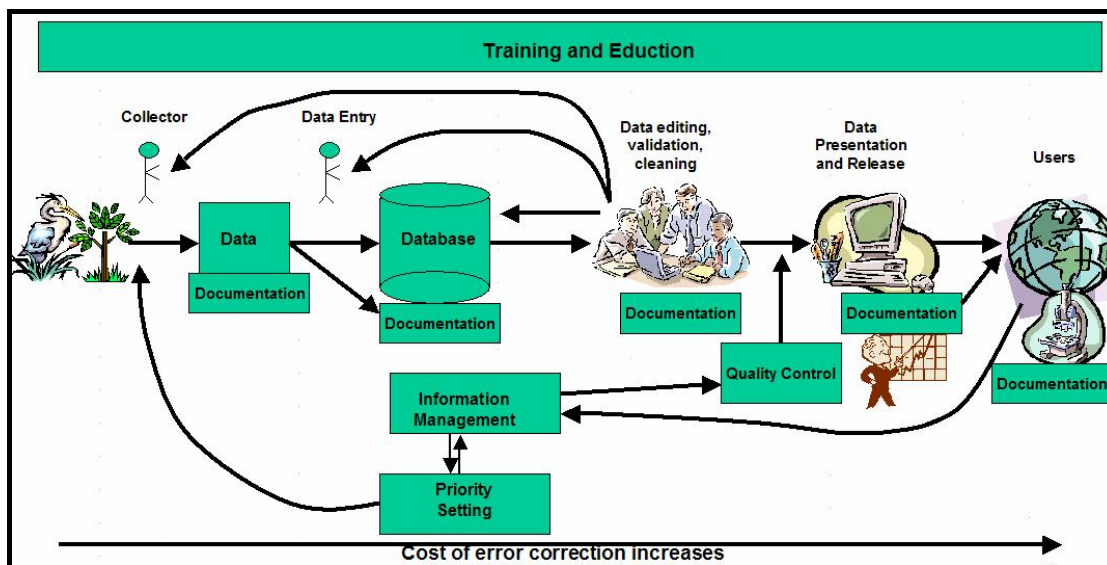 Training and Eduction
Collector
Data Entry
Data editing,
validation,
cleaning
Data
Presentation
and Release
Users
Data
Database
Documentation
Documentation
Documentation
Documentation
Documentation
Quality Control
Information
Management
Priority
Setting
Cost of error correction increases